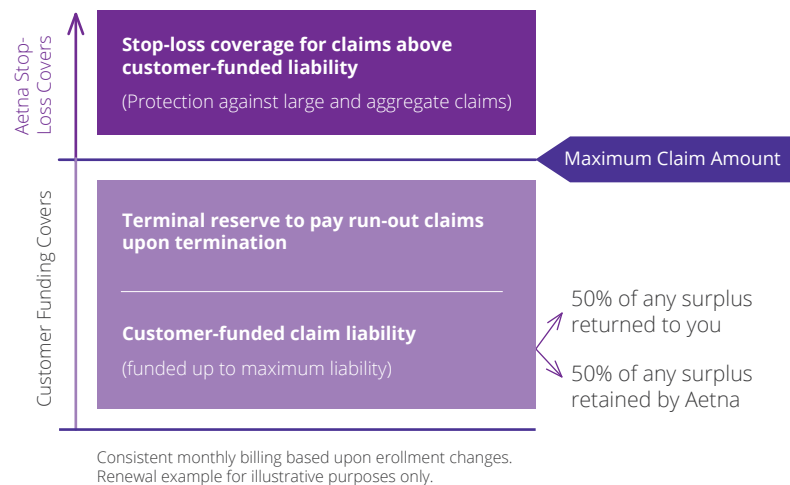 Aetna Stop-
Loss Covers
Stop-loss coverage for claims above
customer-funded liability
(Protection against large and aggregate claims)
Maximum Claim Amount
Customer Funding Covers
Terminal reserve to pay run-out claims
upon termination
Customer-funded claim liability
(funded up to maximum liability)
50% of any surplus
returned to you
50% of any surplus
retained by Aetna
Consistent monthly billing based upon erollment changes.
Renewal example for illustrative purposes only.